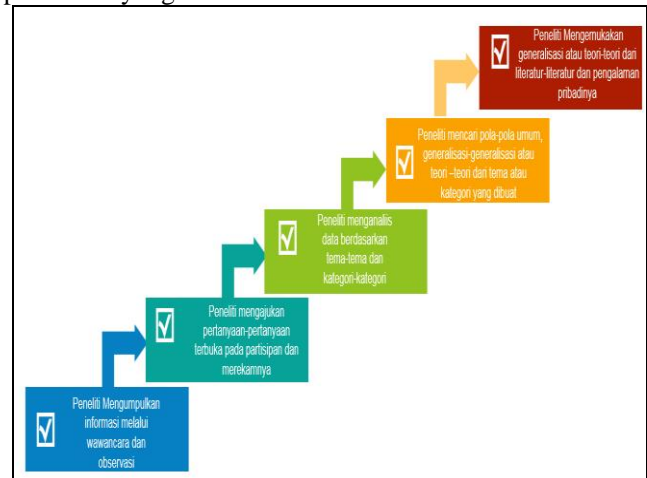 Peneliti Mengemukakan
generalisasi atau teori-teori dari
literatur-literatur dan pengalaman
pribadinya
Peneliti mencari pola-pola umum,
generalisasi-generalisasi atau
teori –teori dari tema atau
kategori yang dibuat
Peneliti menganaliis
data berdasarkan
tema-tema dan
kategori-kategori
Peneliti mengajukan
pertanyaan-pertanyaan
terbuka pada partisipan dan
merekamnya
Peneliti Mengumpulkan
informasi melalui
wawancara dan
observasi